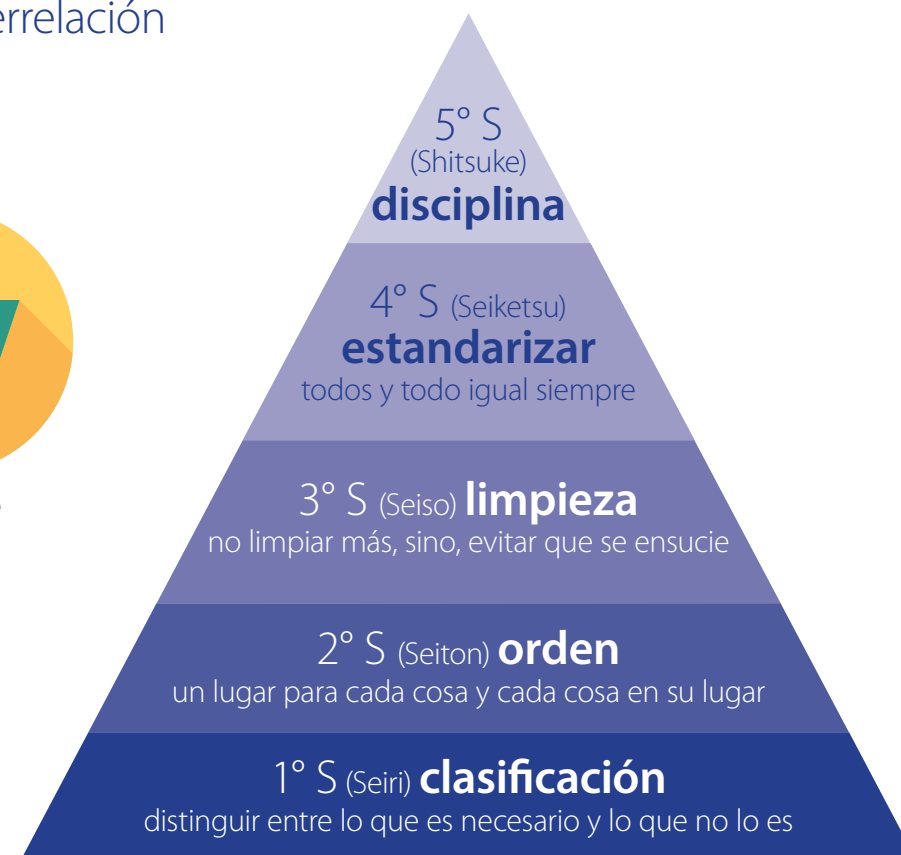 errelación
5° S
(Shitsuke)
disciplina
4° S (Seiketsu)
estandarizar
todos y todo igual siempre
3° S (Seiso) limpieza
no limpiar más, sino, evitar que se ensucie
2° S (Seiton) orden
un lugar para cada cosa y cada cosa en su lugar
1° S (Seiri) clasificación
distinguir entre lo que es necesario y lo que no lo es